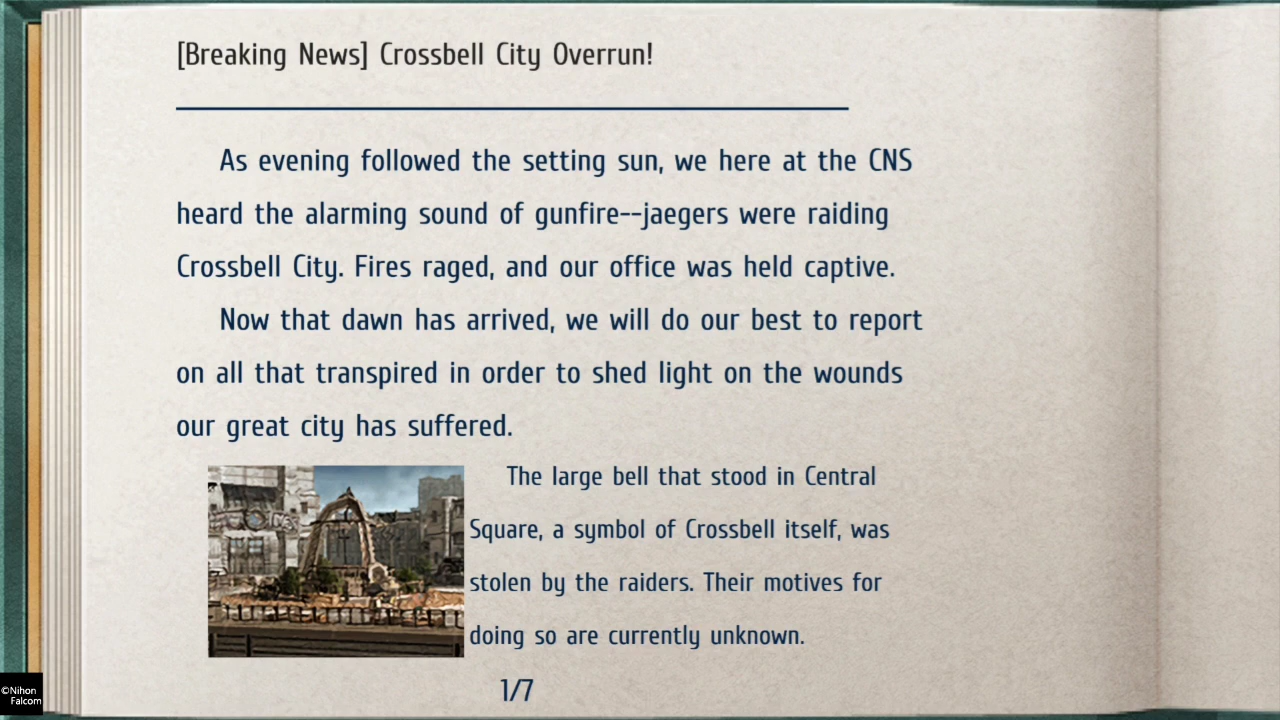 [Breaking News] Crossbell City Overrun!
As evening followed the setting sun, we here at the CNS
heard the alarming sound of gunfire--jaegers were raiding
Crossbell City. Fires raged, and our office was held captive.
Now that dawn has arrived, we will do our best to report
on all that transpired in order to shed light on the wounds
our great city has suffered.
The large bell that stood in Central
Square, a symbol of Crossbell itself, was
stolen by the raiders. Their motives for
doing so are currently unknown.
1/7
©Nihon
Falcom